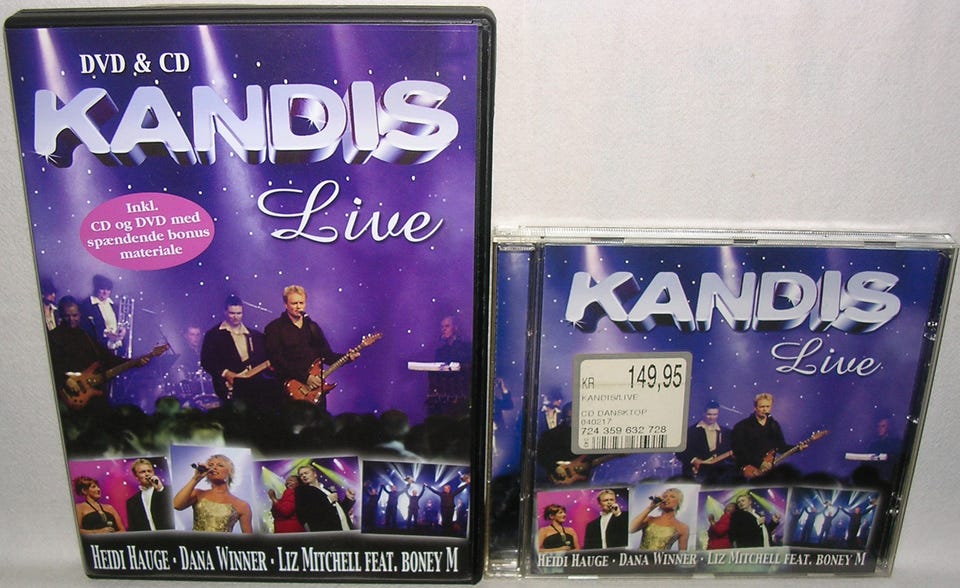 DVD & CD
KANDIS
Live
Inkl.
CD og DVD med
spændende bonus
materiale
HEIDI HAUGE · DANA WINNER · LIZ MITCHELL FEAT. BONEY M
KANDIS
Live
KR 149,95
KANDIS/LIVE
CD DANSKTOP
040217
724 359 632 728
HEIDI HAUGE · DANA WINNER · LIZ MITCHELL FEAT. BONEY M